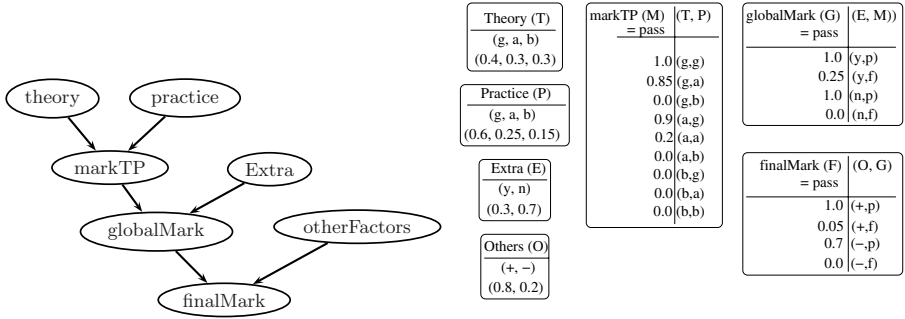 theory
practice
markTP
Extra
globalMark
otherFactors
finalMark
Theory (T)
(g, a, b)
(0.4, 0.3, 0.3)
Practice (P)
(g, a, b)
(0.6, 0.25, 0.15)
Extra (E)
(y, n)
(0.3, 0.7)
Others (O)
(+, −)
(0.8, 0.2)
markTP (M) (T, P)
= pass
1.0 (g,g)
0.85 (g,a)
0.0 (g,b)
0.9 (a,g)
0.2 (a,a)
0.0 (a,b)
0.0 (b,g)
0.0 (b,a)
0.0 (b,b)
globalMark (G) (E, M))
= pass
1.0 (y,p)
0.25 (y,f)
1.0 (n,p)
0.0 (n,f)
finalMark (F) (O, G)
= pass
1.0 (+,p)
0.05 (+,f)
0.7 (−,p)
0.0 (−,f)